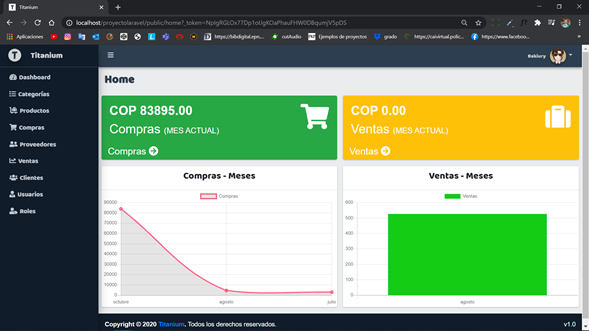 Titanium
localhost/proyectolaravel/public/home?_token=NplgRGLOx77Dp1oUgKOaPhauFHW0D8qumjV5pDS
Aplicaciones
https://bibdigital.epn....
outAudio
Ejemplos de proyectos
grado
https://caivirtual.polic...
https://www.faceboo...
Titanium
Dashboard
Categorías
Productos
Compras
Proveedores
Ventas
Clientes
Usuarios
Roles
Home
COP 83895.00
Compras (MES ACTUAL)
Compras
COP 0.00
Ventas (MES ACTUAL)
Ventas
Compras - Meses
Compras
90000
80000
70000
60000
50000
40000
30000
20000
10000
0
octubre
agosto
julio
Ventas - Meses
Ventas
600
500
400
300
200
100
0
agosto
Copyright © 2020 Titanium. Todos los derechos reservados.
v1.0